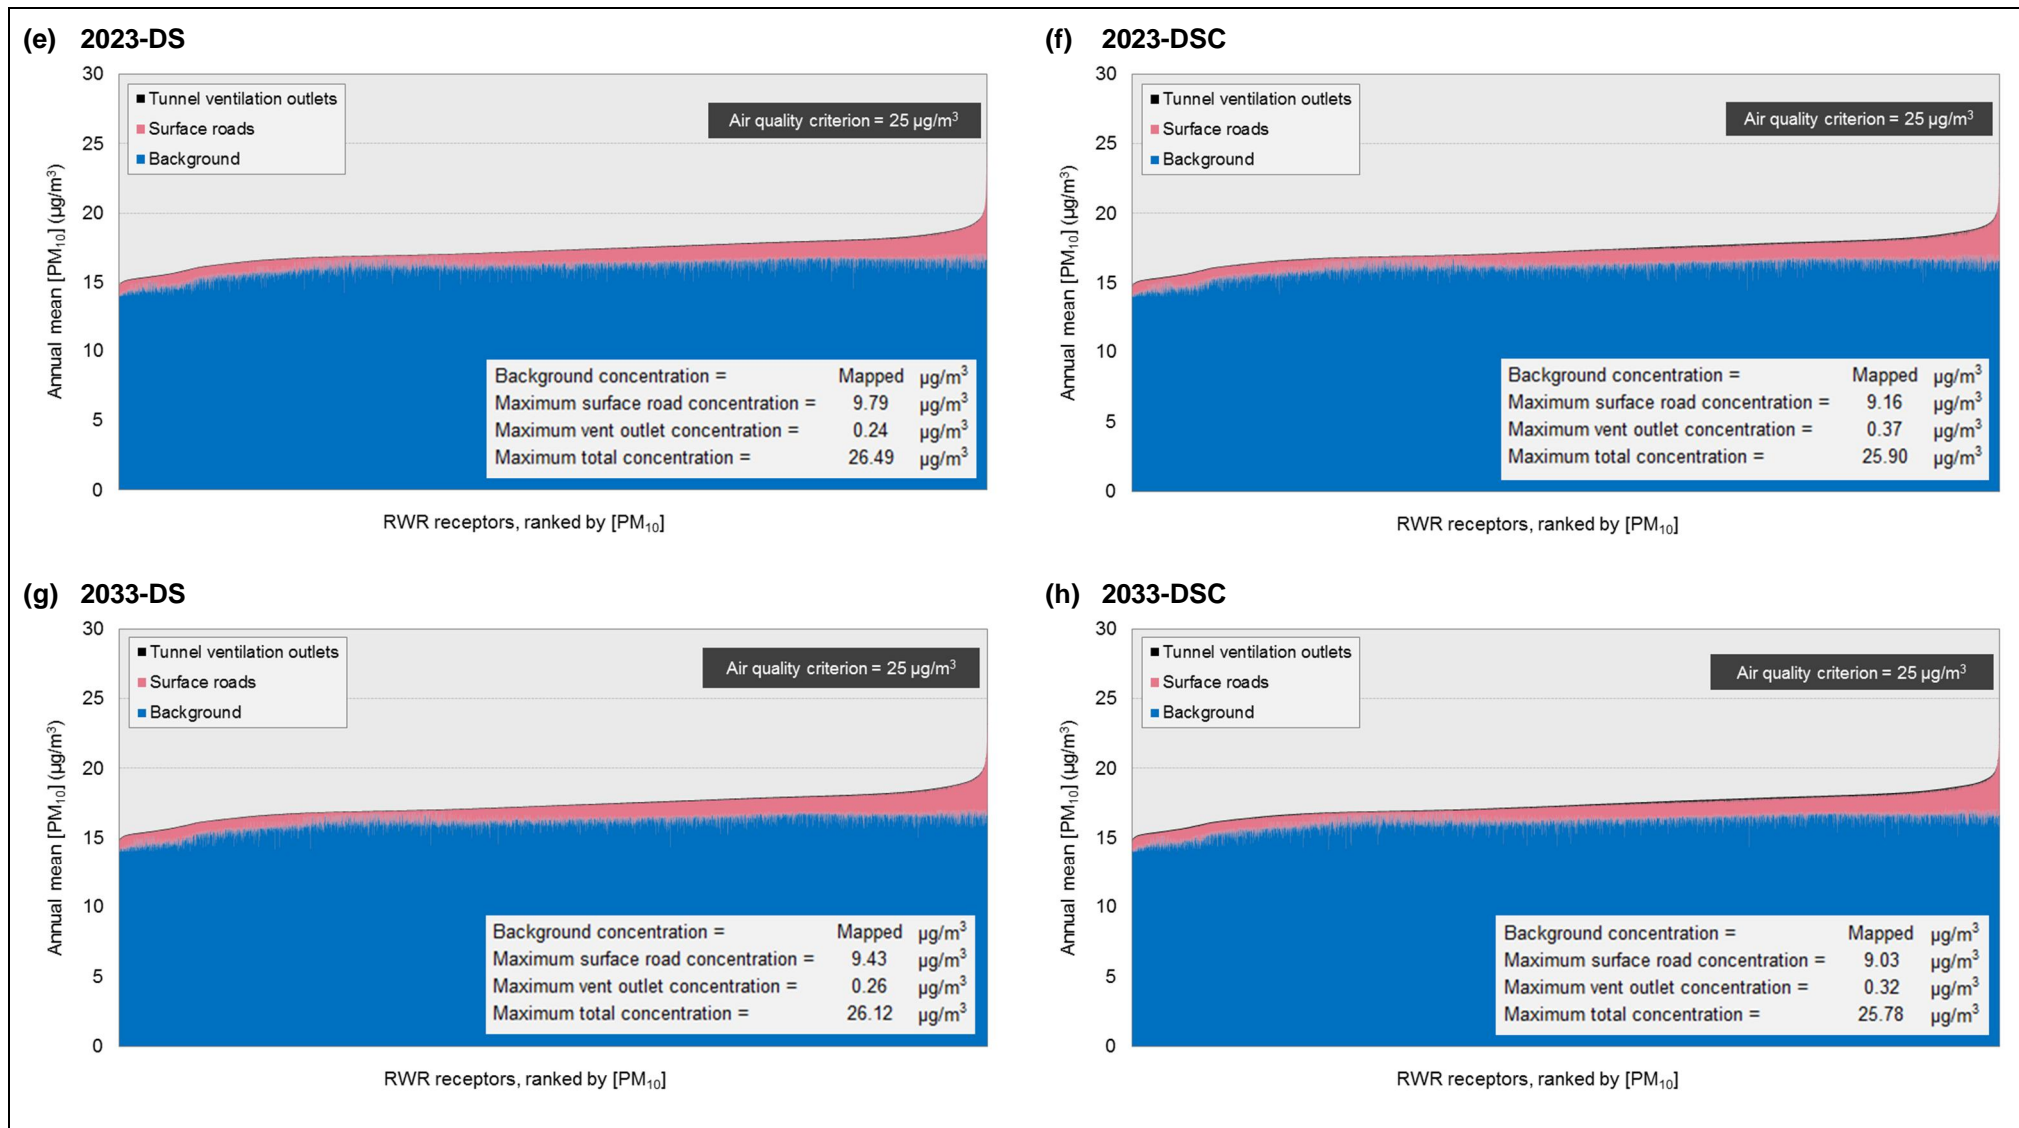 (e) 2023-DS
30
25
20
15
10
5
0
Annual mean [PM₁₀] (µg/m³)
Tunnel ventilation outlets
Surface roads
Background
Air quality criterion = 25 µg/m³
Background concentration = Mapped µg/m³
Maximum surface road concentration = 9.79 µg/m³
Maximum vent outlet concentration = 0.24 µg/m³
Maximum total concentration = 26.49 µg/m³
RWR receptors, ranked by [PM₁₀]
(f) 2023-DSC
30
25
20
15
10
5
0
Annual mean [PM₁₀] (µg/m³)
Tunnel ventilation outlets
Surface roads
Background
Air quality criterion = 25 µg/m³
Background concentration = Mapped µg/m³
Maximum surface road concentration = 9.16 µg/m³
Maximum vent outlet concentration = 0.37 µg/m³
Maximum total concentration = 25.90 µg/m³
RWR receptors, ranked by [PM₁₀]
(g) 2033-DS
30
25
20
15
10
5
0
Annual mean [PM₁₀] (µg/m³)
Tunnel ventilation outlets
Surface roads
Background
Air quality criterion = 25 µg/m³
Background concentration = Mapped µg/m³
Maximum surface road concentration = 9.43 µg/m³
Maximum vent outlet concentration = 0.26 µg/m³
Maximum total concentration = 26.12 µg/m³
RWR receptors, ranked by [PM₁₀]
(h) 2033-DSC
30
25
20
15
10
5
0
Annual mean [PM₁₀] (µg/m³)
Tunnel ventilation outlets
Surface roads
Background
Air quality criterion = 25 µg/m³
Background concentration = Mapped µg/m³
Maximum surface road concentration = 9.03 µg/m³
Maximum vent outlet concentration = 0.32 µg/m³
Maximum total concentration = 25.78 µg/m³
RWR receptors, ranked by [PM₁₀]